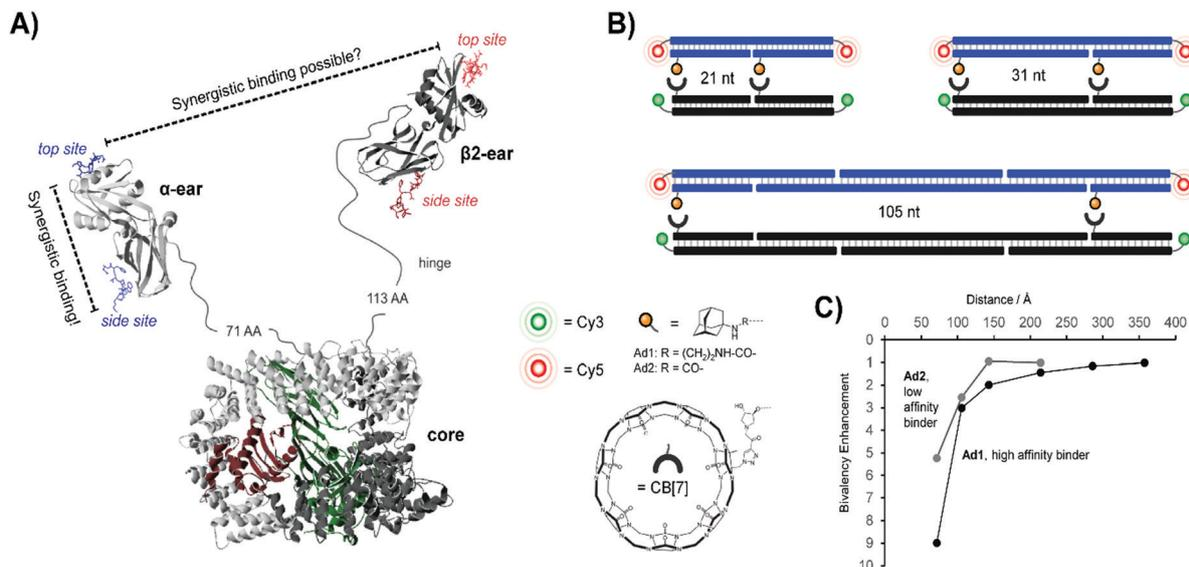 A)
Synergistic binding possible?
top site
β2-ear
side site
top site
α-ear
Synergistic binding!
side site
hinge
113 AA
71 AA
core
B)
21 nt
31 nt
105 nt
= Cy3
= Cy5
=
N
H
R
Ad1: R = (CH2)2NH-CO-
Ad2: R = CO-
= CB[7]
C)
Distance / Å
0 50 100 150 200 250 300 350 400
Bivalency Enhancement
0
1
2
3
4
5
6
7
8
9
10
Ad2,
low
affinity
binder
Ad1, high affinity binder